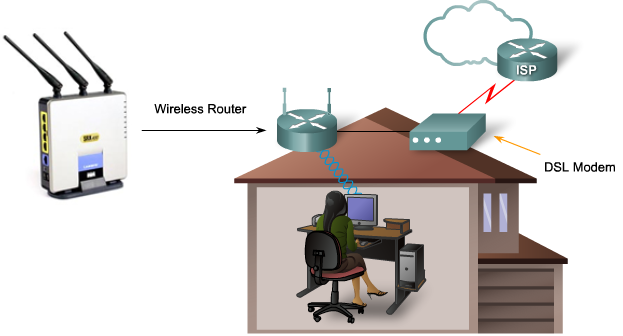 Wireless Router
ISP
DSL Modem